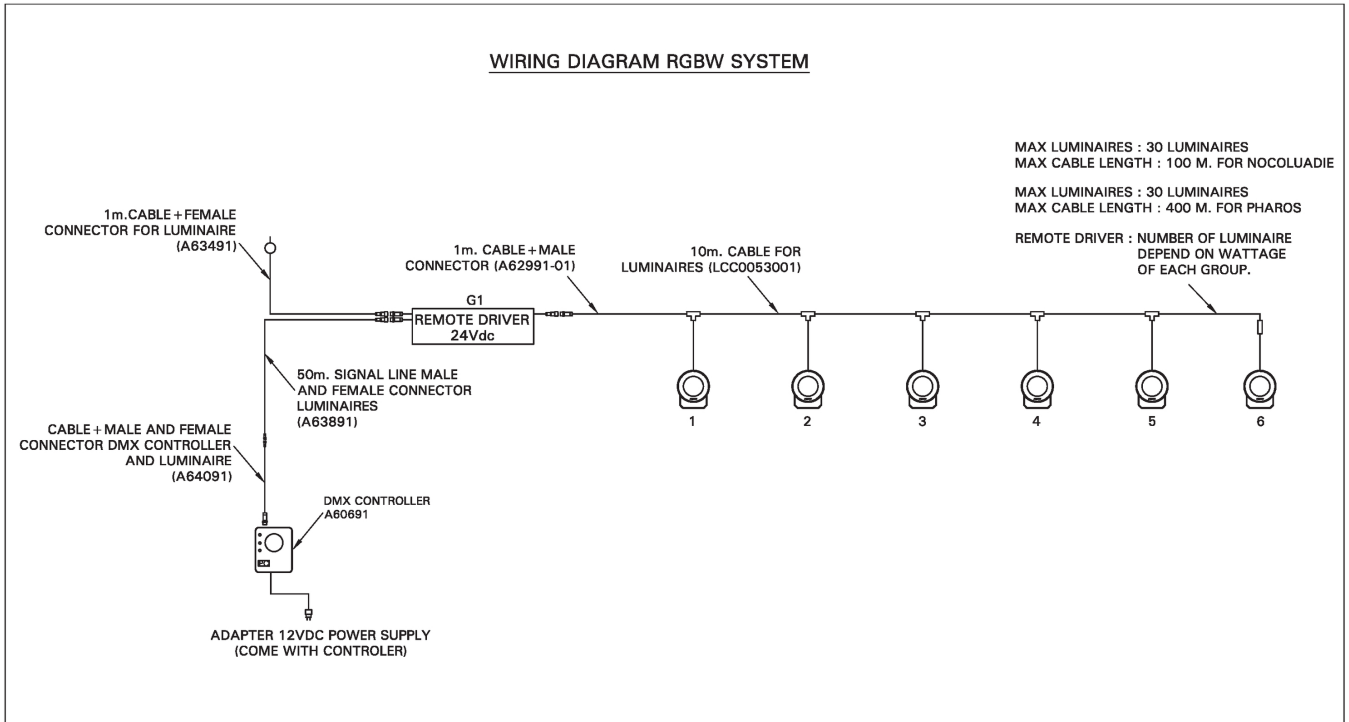 WIRING DIAGRAM RGBW SYSTEM
MAX LUMINAIRES : 30 LUMINAIRES
MAX CABLE LENGTH : 100 M. FOR NOCOLUADIE
MAX LUMINAIRES : 30 LUMINAIRES
MAX CABLE LENGTH : 400 M. FOR PHAROS
REMOTE DRIVER : NUMBER OF LUMINAIRE
DEPEND ON WATTAGE
OF EACH GROUP.
1m.CABLE+FEMALE
CONNECTOR FOR LUMINAIRE
(A63491)
1m. CABLE+MALE
CONNECTOR (A62991-01)
10m. CABLE FOR
LUMINAIRES (LCC0053001)
G1
REMOTE DRIVER
24Vdc
50m. SIGNAL LINE MALE
AND FEMALE CONNECTOR
LUMINAIRES
(A63891)
1
2
3
4
5
6
CABLE+MALE AND FEMALE
CONNECTOR DMX CONTROLLER
AND LUMINAIRE
(A64091)
DMX CONTROLLER
A60691
ADAPTER 12VDC POWER SUPPLY
(COME WITH CONTROLER)